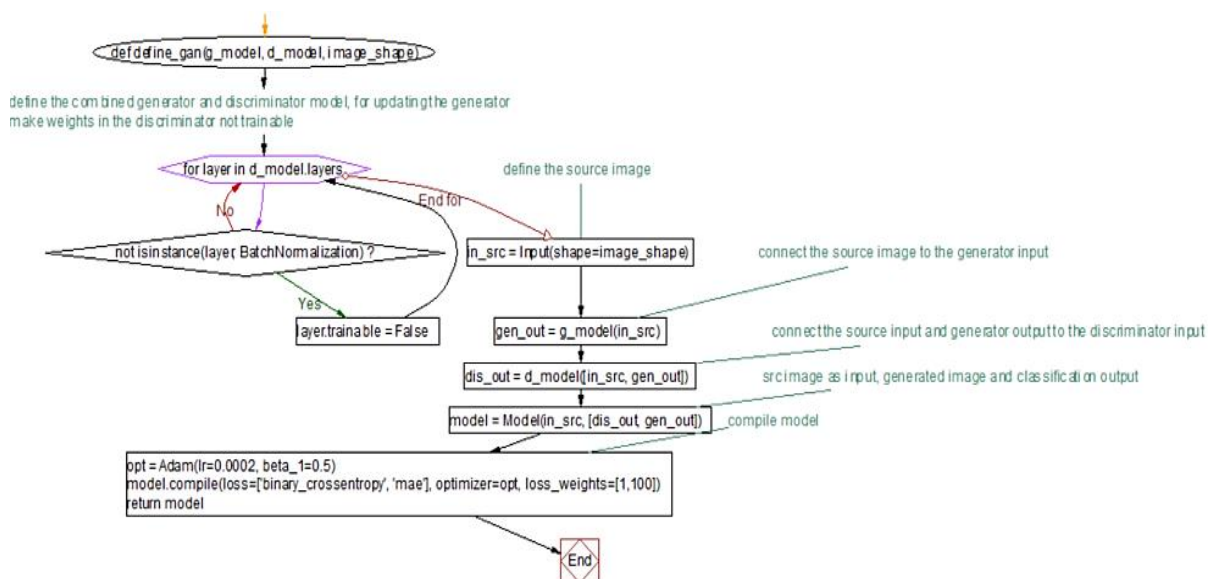 def define_gan(g_model, d_model, image_shape)
define the combined generator and discriminator model, for updating the generator
make weights in the discriminator not trainable
for layer in d_model.layers
define the source image
End for
No
not isinstance(layer, BatchNormalization) ?
in_src = Input(shape=image_shape)
connect the source image to the generator input
Yes
layer.trainable = False
gen_out = g_model(in_src)
connect the source input and generator output to the discriminator input
dis_out = d_model([in_src, gen_out])
src image as input, generated image and classification output
model = Model(in_src, [dis_out, gen_out])
compile model
opt = Adam(lr=0.0002, beta_1=0.5)
model.compile(loss=['binary_crossentropy', 'mae'], optimizer=opt, loss_weights=[1,100])
return model
End